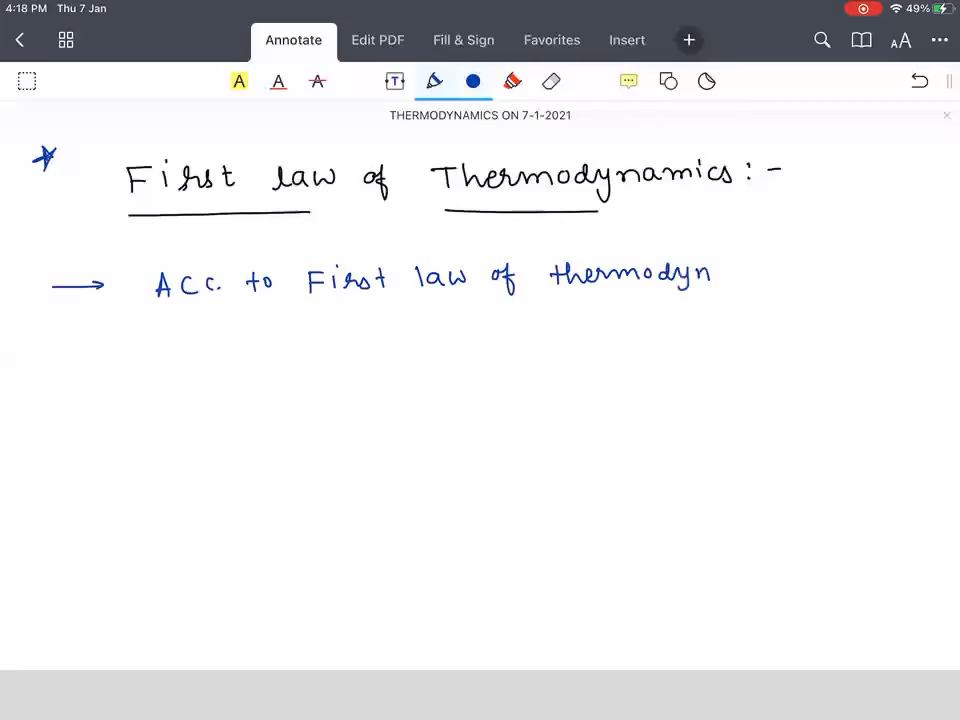 4:18 PM Thu 7 Jan 49%
Annotate Edit PDF Fill & Sign Favorites Insert
A A A T AA
THERMODYNAMICS ON 7-1-2021
First law of Thermodynamics:-
→ Acc. to First law of thermodyn